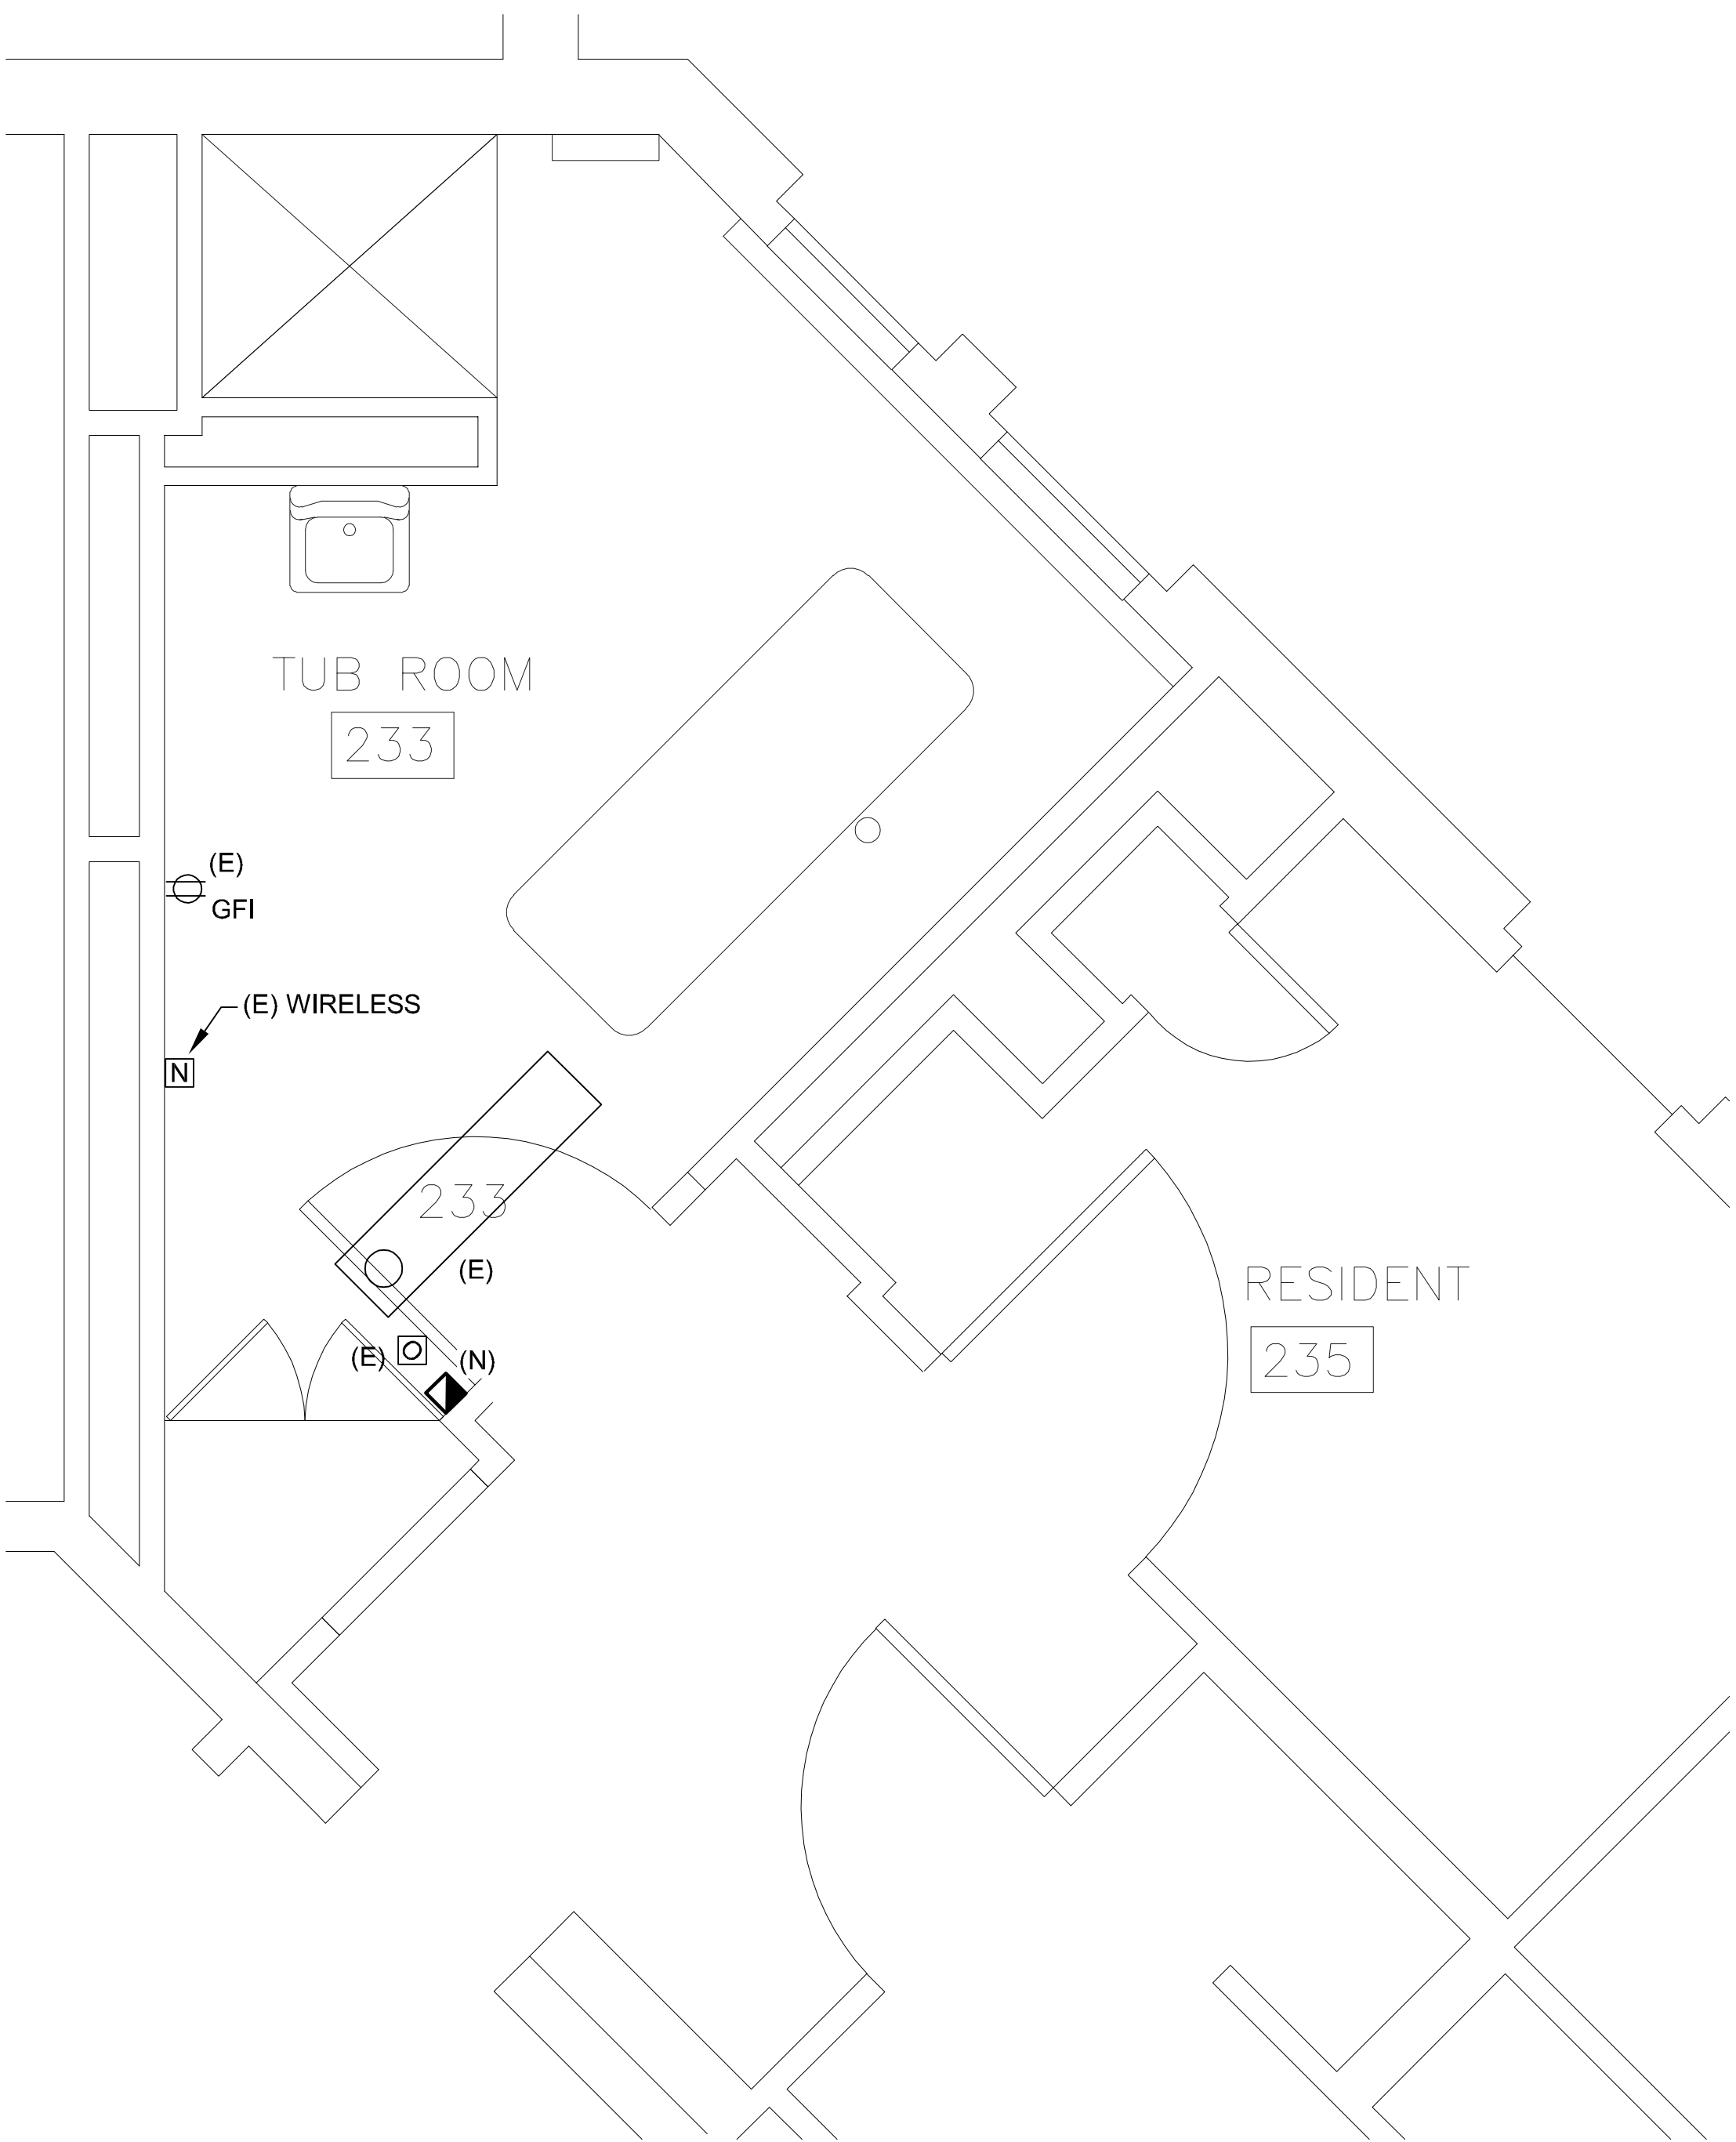 TUB ROOM
233
(E)
GFI
(E) WIRELESS
N
233
(E)
(E)
(N)
RESIDENT
235